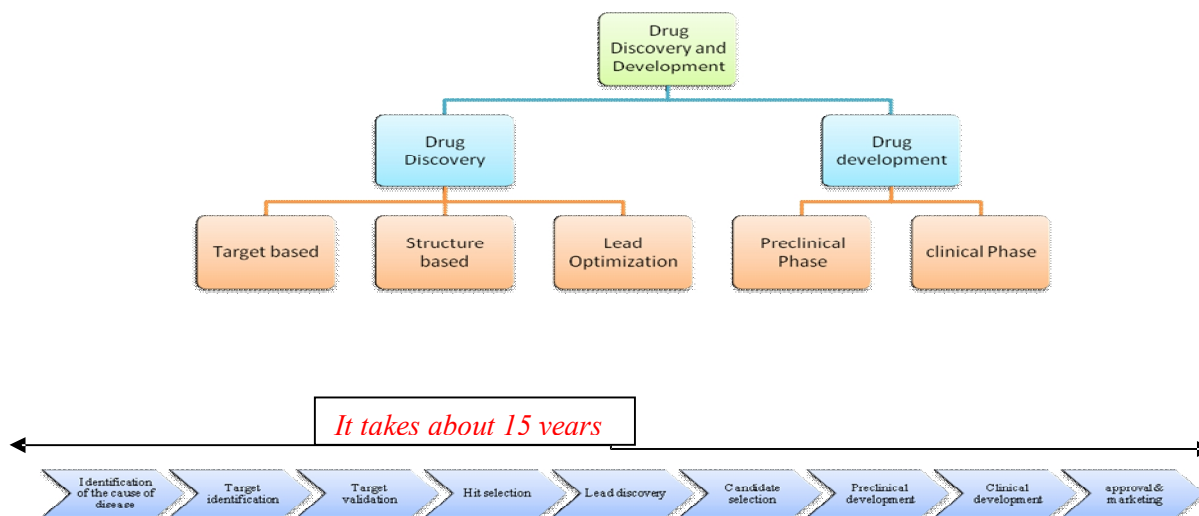 Drug
Discovery and
Development
Drug
Discovery
Drug
development
Target based
Structure
based
Lead
Optimization
Preclinical
Phase
clinical Phase
It takes about 15 years
Identification
of the cause of
disease
Target
identification
Target
validation
Hit selection
Lead discovery
Candidate
selection
Preclinical
development
Clinical
development
approval &
marketing